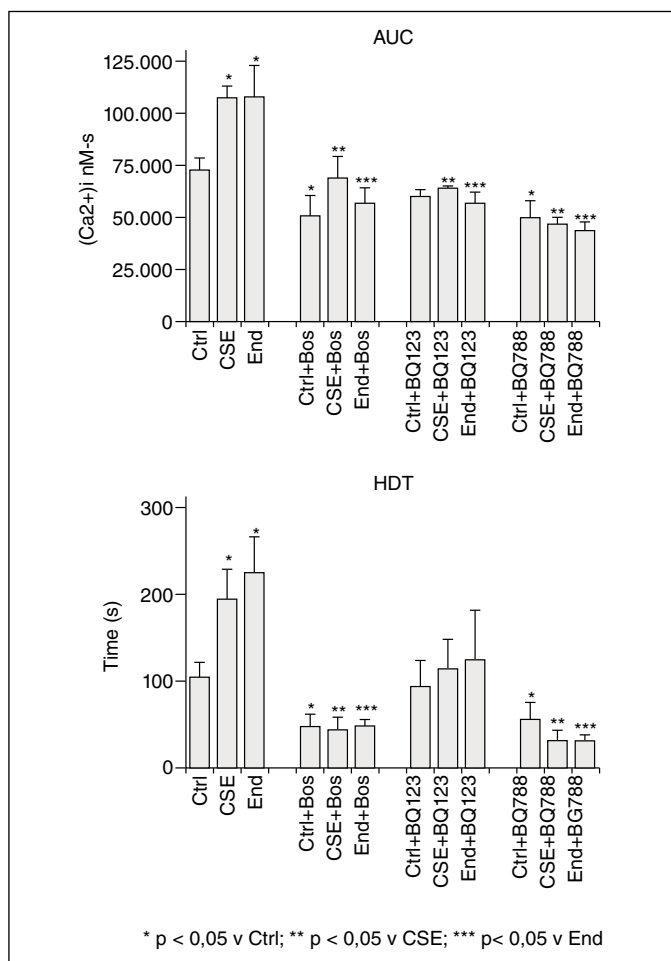 AUC
(Ca2+)i nM-s
125.000
100.000
75.000
50.000
25.000
0
* * * ** *** ** *** * ** ***
Ctrl
CSE
End
Ctrl+Bos
CSE+Bos
End+Bos
Ctrl+BQ123
CSE+BQ123
End+BQ123
Ctrl+BQ788
CSE+BQ788
End+BQ788
HDT
Time (s)
300
200
100
0
* * * ** *** * ** ***
Ctrl
CSE
End
Ctrl+Bos
CSE+Bos
End+Bos
Ctrl+BQ123
CSE+BQ123
End+BQ123
Ctrl+BQ788
CSE+BQ788
End+BG788
* p < 0,05 v Ctrl; ** p < 0,05 v CSE; *** p< 0,05 v End